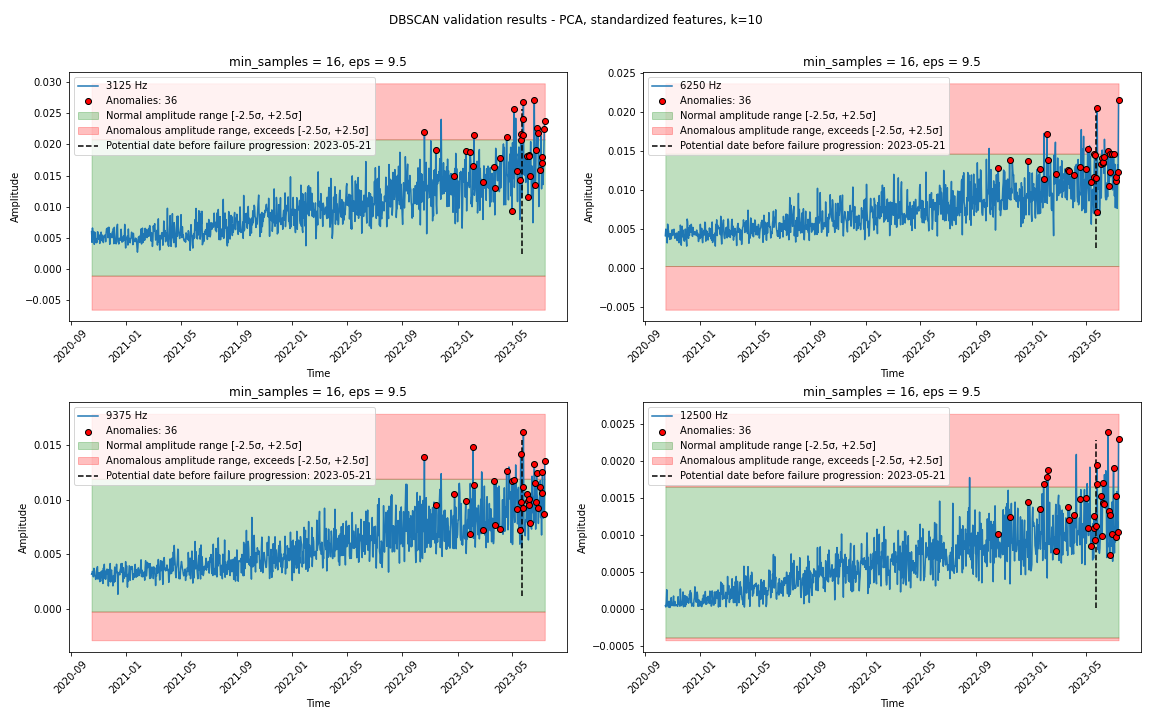 DBSCAN validation results - PCA, standardized features, k=10
min_samples = 16, eps = 9.5
3125 Hz
Anomalies: 36
Normal amplitude range [-2.5σ, +2.5σ]
Anomalous amplitude range, exceeds [-2.5σ, +2.5σ]
Potential date before failure progression: 2023-05-21
Amplitude
0.030
0.025
0.020
0.015
0.010
0.005
0.000
−0.005
2020-09
2021-01
2021-05
2021-09
2022-01
2022-05
2022-09
2023-01
2023-05
Time
min_samples = 16, eps = 9.5
6250 Hz
Anomalies: 36
Normal amplitude range [-2.5σ, +2.5σ]
Anomalous amplitude range, exceeds [-2.5σ, +2.5σ]
Potential date before failure progression: 2023-05-21
Amplitude
0.025
0.020
0.015
0.010
0.005
0.000
−0.005
2020-09
2021-01
2021-05
2021-09
2022-01
2022-05
2022-09
2023-01
2023-05
Time
min_samples = 16, eps = 9.5
9375 Hz
Anomalies: 36
Normal amplitude range [-2.5σ, +2.5σ]
Anomalous amplitude range, exceeds [-2.5σ, +2.5σ]
Potential date before failure progression: 2023-05-21
Amplitude
0.015
0.010
0.005
0.000
2020-09
2021-01
2021-05
2021-09
2022-01
2022-05
2022-09
2023-01
2023-05
Time
min_samples = 16, eps = 9.5
12500 Hz
Anomalies: 36
Normal amplitude range [-2.5σ, +2.5σ]
Anomalous amplitude range, exceeds [-2.5σ, +2.5σ]
Potential date before failure progression: 2023-05-21
Amplitude
0.0025
0.0020
0.0015
0.0010
0.0005
0.0000
−0.0005
2020-09
2021-01
2021-05
2021-09
2022-01
2022-05
2022-09
2023-01
2023-05
Time